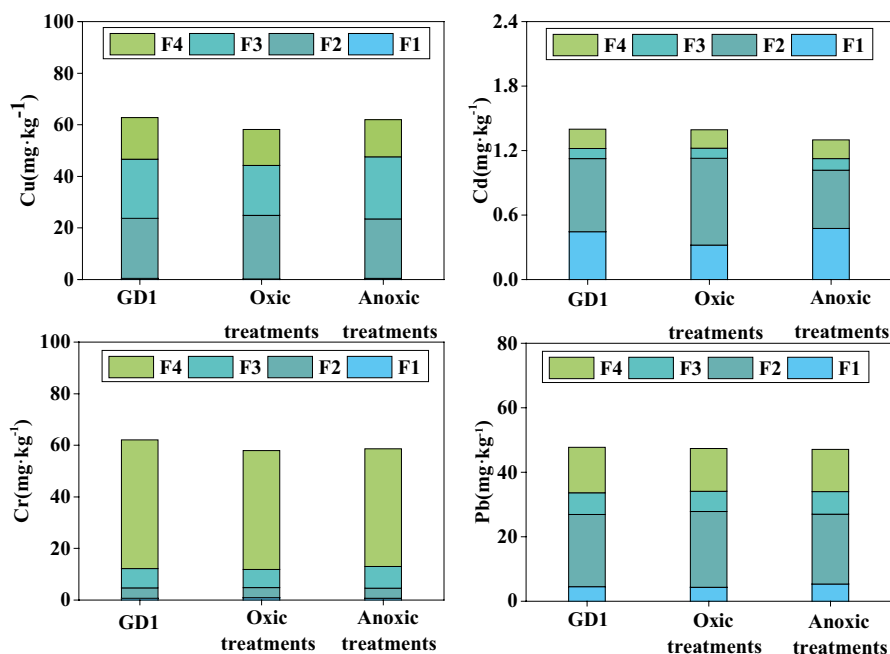 100
80
60
40
20
0
Cu(mg·kg-1)
F4 F3 F2 F1
GD1
Oxic
treatments
Anoxic
treatments
2.4
1.8
1.2
0.6
0.0
Cd(mg·kg-1)
F4 F3 F2 F1
GD1
Oxic
treatments
Anoxic
treatments
100
80
60
40
20
0
Cr(mg·kg-1)
F4 F3 F2 F1
GD1
Oxic
treatments
Anoxic
treatments
80
60
40
20
0
Pb(mg·kg-1)
F4 F3 F2 F1
GD1
Oxic
treatments
Anoxic
treatments